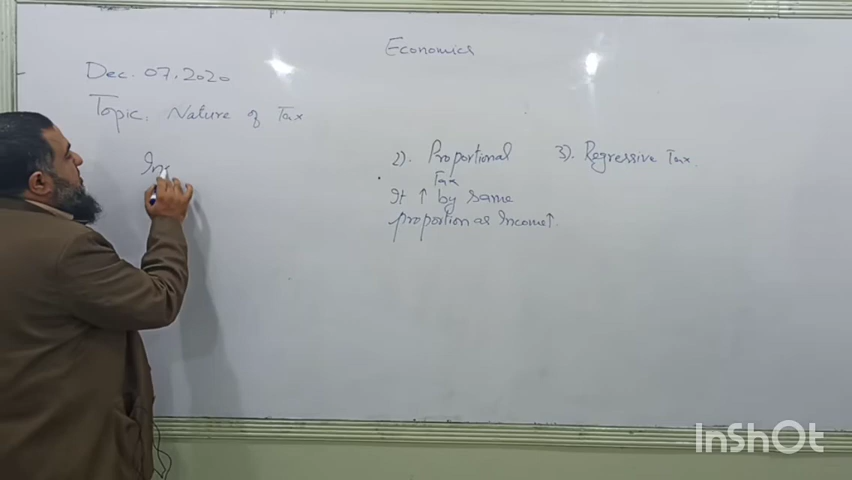 Economics
Dec. 07, 2020
Topic. Nature of Tax
2). Proportional
Tax
It ↑ by same
proportion as Income↑.
3). Regressive Tax.
InShOt